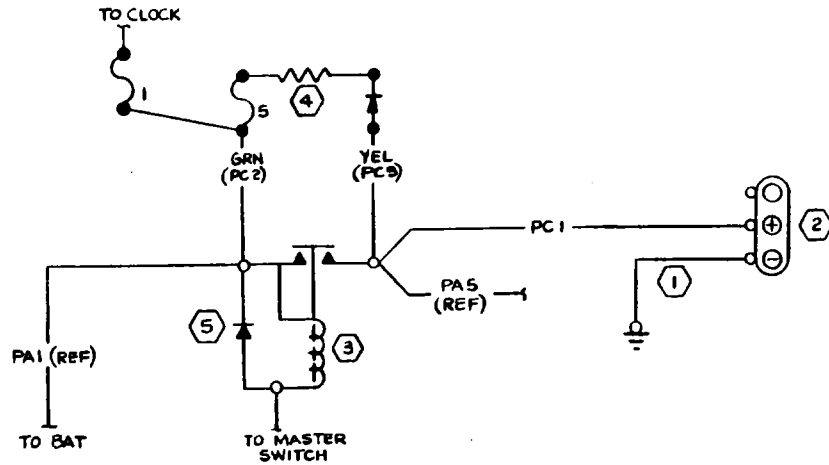 TO CLOCK
1
5
4
GRN
(PC2)
YEL
(PC3)
PC1
+
2
-
1
PA5
(REF)
5
3
PA1 (REF)
TO BAT
TO MASTER
SWITCH